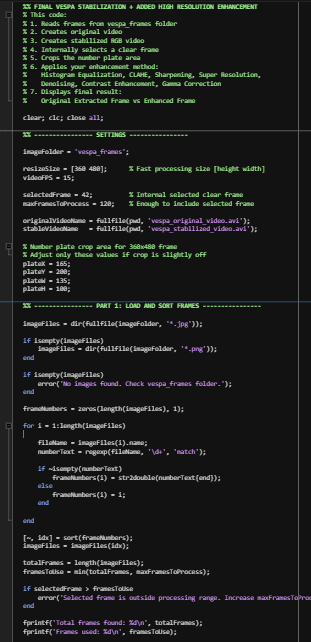 %% FINAL VESPA STABILIZATION + ADDED HIGH RESOLUTION ENHANCEMENT
% This code:
% 1. Reads frames from vespa_frames folder
% 2. Creates original video
% 3. Creates stabilized RGB video
% 4. Internally selects a clear frame
% 5. Crops the number plate area
% 6. Applies your enhancement method:
%    Histogram Equalization, CLAHE, Sharpening, Super Resolution,
%    Denoising, Contrast Enhancement, Gamma Correction
% 7. Displays final result:
%    Original Extracted Frame vs Enhanced Frame
clear; clc; close all;
%% ---------------- SETTINGS ----------------
imageFolder = 'vespa_frames';
resizeSize = [360 480];     % Fast processing size [height width]
videoFPS = 15;
selectedFrame = 42;         % Internal selected clear frame
maxFramesToProcess = 120;   % Enough to include selected frame
originalVideoName = fullfile(pwd, 'vespa_original_video.avi');
stableVideoName   = fullfile(pwd, 'vespa_stabilized_video.avi');
% Number plate crop area for 360x480 frame
% Adjust only these values if crop is slightly off
plateX = 165;
plateY = 200;
plateW = 135;
plateH = 100;
%% ---------------- PART 1: LOAD AND SORT FRAMES ----------------
imageFiles = dir(fullfile(imageFolder, '*.jpg'));
if isempty(imageFiles)
    imageFiles = dir(fullfile(imageFolder, '*.png'));
end
if isempty(imageFiles)
    error('No images found. Check vespa_frames folder.');
end
frameNumbers = zeros(length(imageFiles), 1);
for i = 1:length(imageFiles)
    fileName = imageFiles(i).name;
    numberText = regexp(fileName, '\d+', 'match');
    if ~isempty(numberText)
        frameNumbers(i) = str2double(numberText{end});
    else
        frameNumbers(i) = i;
    end
end
[~, idx] = sort(frameNumbers);
imageFiles = imageFiles(idx);
totalFrames = length(imageFiles);
framesToUse = min(totalFrames, maxFramesToProcess);
if selectedFrame > framesToUse
    error('Selected frame is outside processing range. Increase maxFramesToProc
end
fprintf('Total frames found: %d\n', totalFrames);
fprintf('Frames used: %d\n', framesToUse);